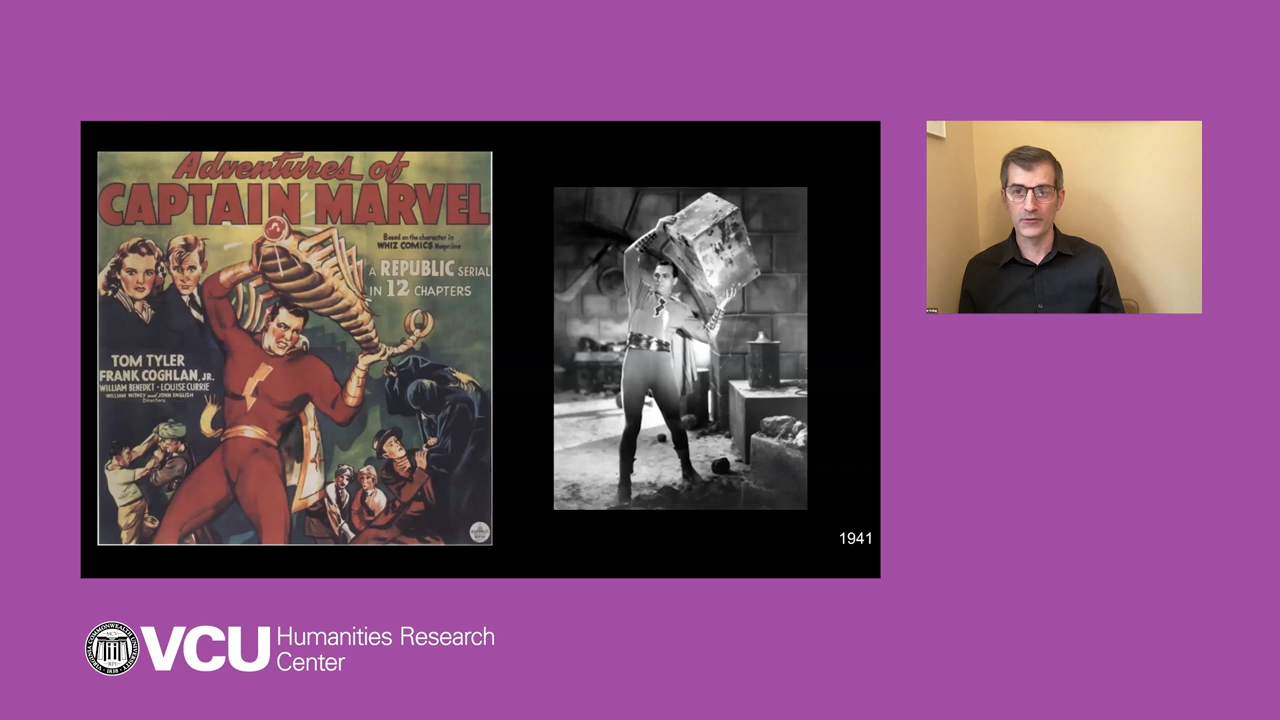 Adventures of
CAPTAIN MARVEL
Based on the character in
WHIZ COMICS Magazine
A REPUBLIC SERIAL
IN 12 CHAPTERS
TOM TYLER
FRANK COGHLAN, JR.
WILLIAM BENEDICT · LOUISE CURRIE
WILLIAM WITNEY and JOHN ENGLISH
Directors
1941
VCU
Humanities Research
Center